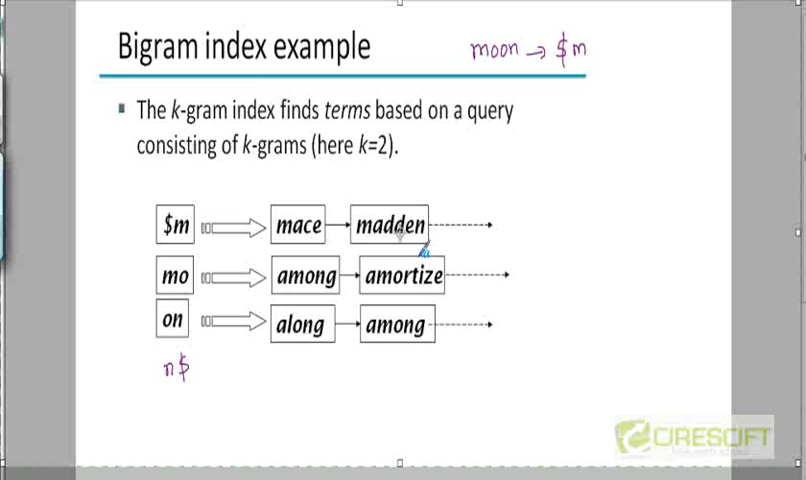 Bigram index example
moon → $m
▪ The k-gram index finds terms based on a query
consisting of k-grams (here k=2).
$m mace madden
mo among amortize
on along among
n$